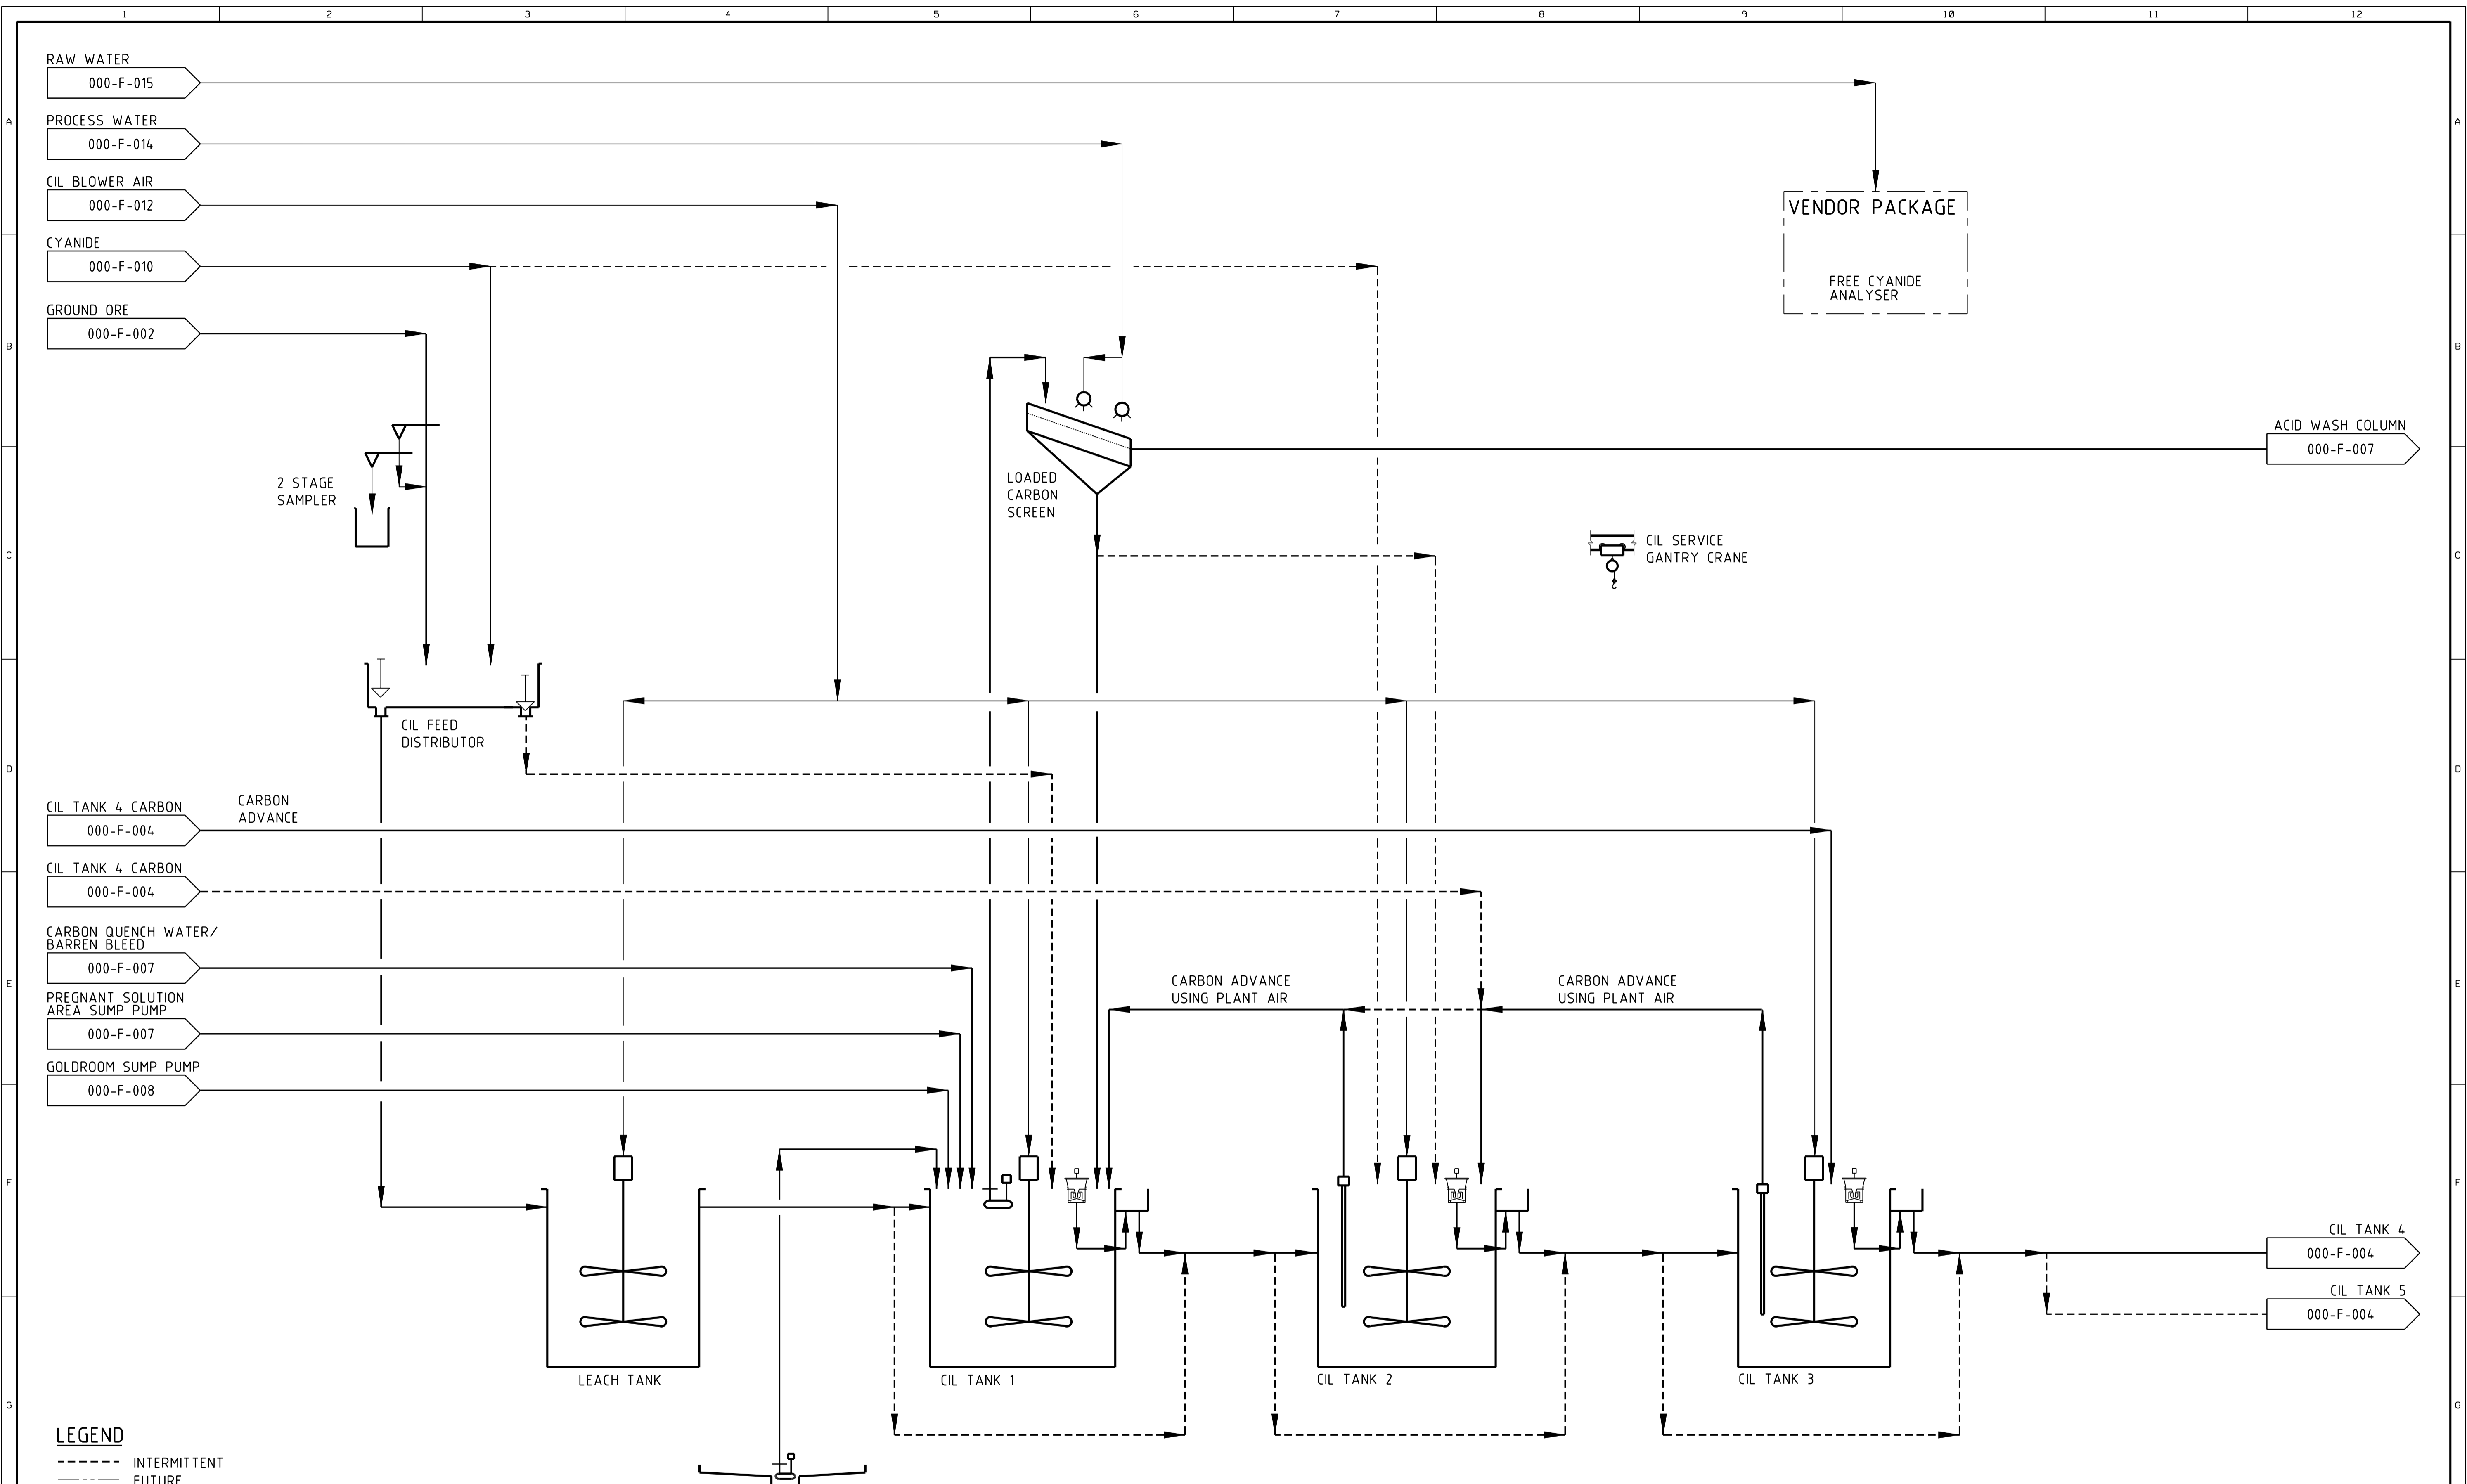 1 2 3 4 5 6 7 8 9 10 11 12
RAW WATER
000-F-015
A
PROCESS WATER
000-F-014
A
CIL BLOWER AIR
000-F-012
VENDOR PACKAGE
CYANIDE
000-F-010
FREE CYANIDE
ANALYSER
GROUND ORE
000-F-002
B
B
ACID WASH COLUMN
000-F-007
2 STAGE
SAMPLER
LOADED
CARBON
SCREEN
C
CIL SERVICE
GANTRY CRANE
C
CIL FEED
DISTRIBUTOR
D
D
CIL TANK 4 CARBON
000-F-004
CARBON
ADVANCE
CIL TANK 4 CARBON
000-F-004
CARBON QUENCH WATER/
BARREN BLEED
000-F-007
E
CARBON ADVANCE
USING PLANT AIR
CARBON ADVANCE
USING PLANT AIR
E
PREGNANT SOLUTION
AREA SUMP PUMP
000-F-007
GOLDROOM SUMP PUMP
000-F-008
F
F
CIL TANK 4
000-F-004
CIL TANK 5
000-F-004
LEACH TANK
CIL TANK 1
CIL TANK 2
CIL TANK 3
G
G
LEGEND
INTERMITTENT
FUTURE